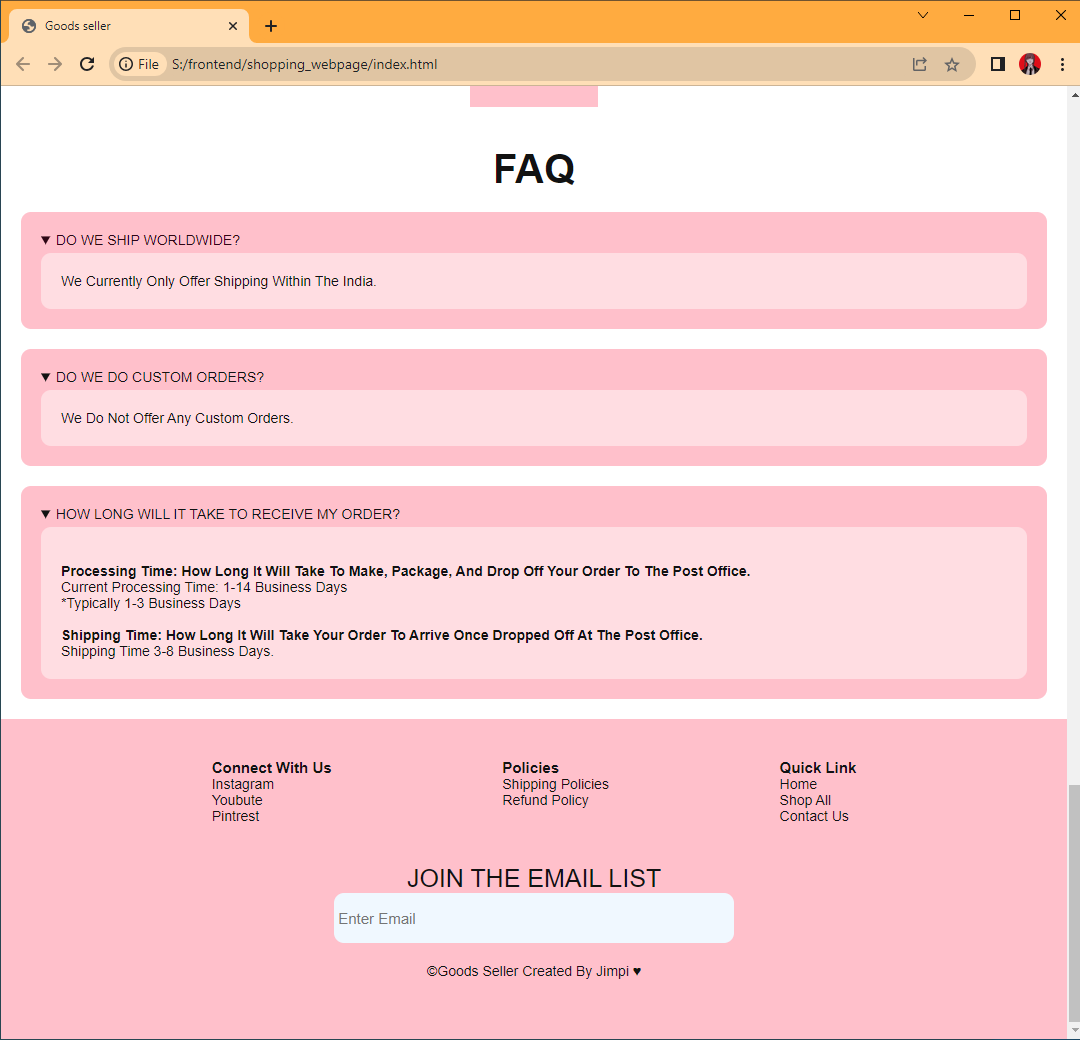 Goods seller
File S:/frontend/shopping_webpage/index.html
FAQ
▼ DO WE SHIP WORLDWIDE?
We Currently Only Offer Shipping Within The India.
▼ DO WE DO CUSTOM ORDERS?
We Do Not Offer Any Custom Orders.
▼ HOW LONG WILL IT TAKE TO RECEIVE MY ORDER?
Processing Time: How Long It Will Take To Make, Package, And Drop Off Your Order To The Post Office.
Current Processing Time: 1-14 Business Days
*Typically 1-3 Business Days
Shipping Time: How Long It Will Take Your Order To Arrive Once Dropped Off At The Post Office.
Shipping Time 3-8 Business Days.
Connect With Us
Instagram
Youbute
Pintrest
Policies
Shipping Policies
Refund Policy
Quick Link
Home
Shop All
Contact Us
JOIN THE EMAIL LIST
Enter Email
©Goods Seller Created By Jimpi ♥